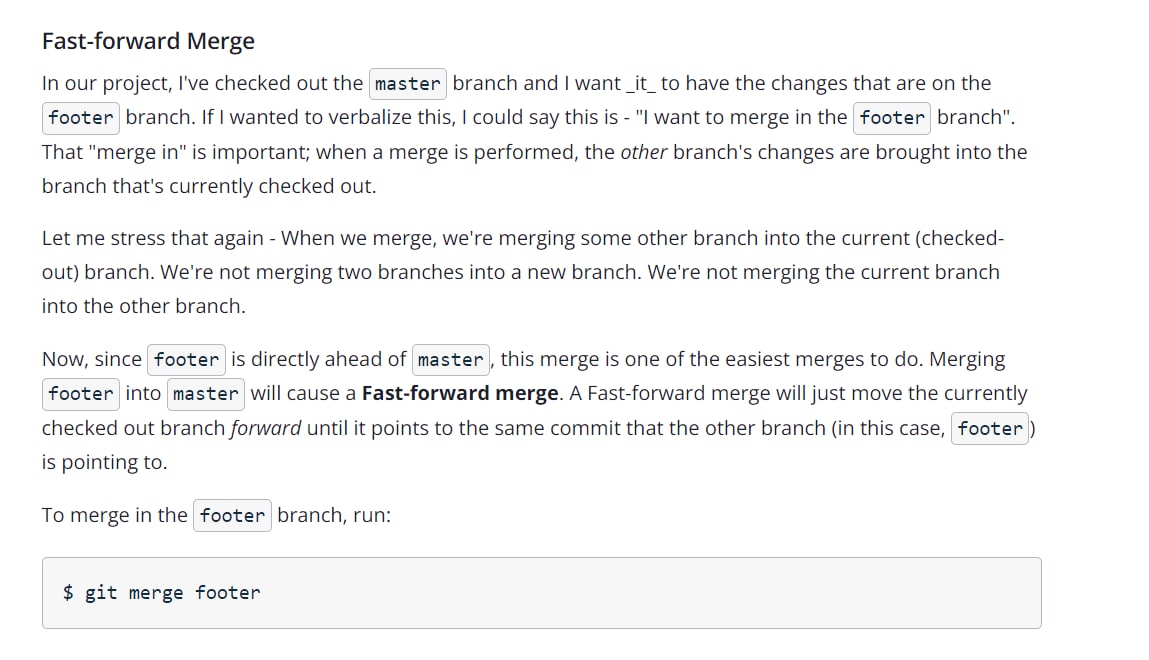 Fast-forward Merge
In our project, I've checked out the master branch and I want _it_ to have the changes that are on the
footer branch. If I wanted to verbalize this, I could say this is - "I want to merge in the footer branch".
That "merge in" is important; when a merge is performed, the other branch's changes are brought into the
branch that's currently checked out.
Let me stress that again - When we merge, we're merging some other branch into the current (checked-
out) branch. We're not merging two branches into a new branch. We're not merging the current branch
into the other branch.
Now, since footer is directly ahead of master, this merge is one of the easiest merges to do. Merging
footer into master will cause a Fast-forward merge. A Fast-forward merge will just move the currently
checked out branch forward until it points to the same commit that the other branch (in this case, footer)
is pointing to.
To merge in the footer branch, run:
$ git merge footer